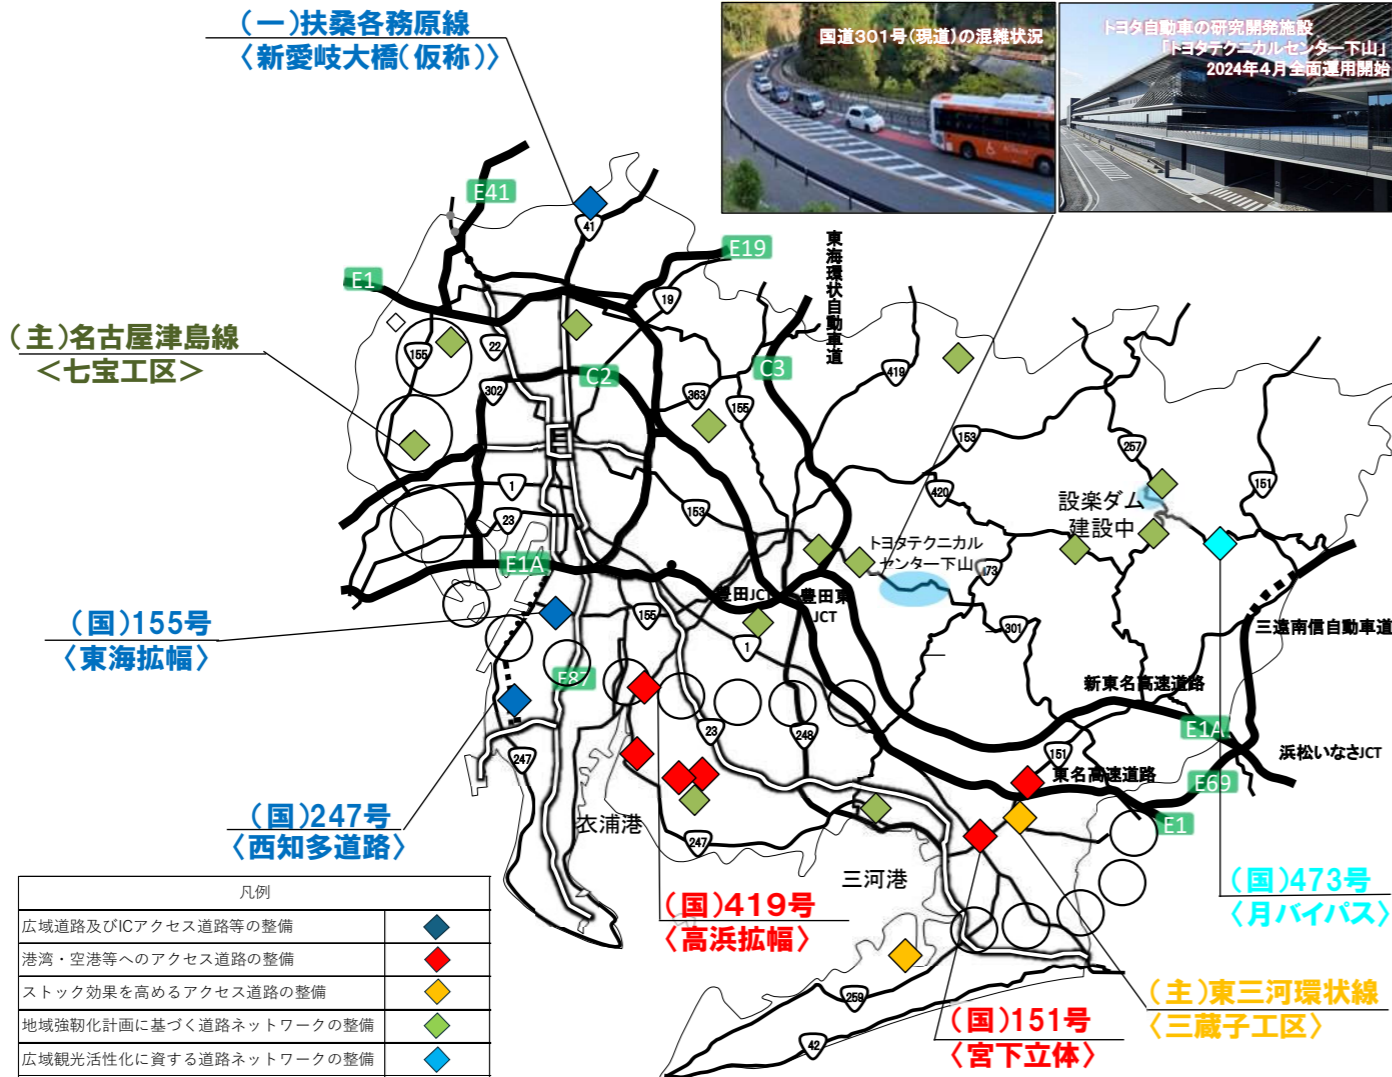 (一)扶桑各務原線
〈新愛岐大橋(仮称)〉
国道301号(現道)の混雑状況
トヨタ自動車の研究開発施設
「トヨタテクニカルセンター下山」
2024年4月全面運用開始
E41
41
E19
E1
東海環状自動車道
19
(主)名古屋津島線
<七宝工区>
155
22
302
C2
C3
363
155
419
153
257
151
420
設楽ダム
建設中
1
23
153
E1A
トヨタテクニカル
センター下山
473
豊田JCT
豊田東
JCT
(国)155号
〈東海拡幅〉
155
1
301
三遠南信自動車道
E87
新東名高速道路
E1A
23
248
151
浜松いなさJCT
247
東名高速道路
E69
E1
(国)247号
〈西知多道路〉
衣浦港
247
三河港
(国)419号
〈高浜拡幅〉
(国)473号
〈月バイパス〉
259
42
(国)151号
〈宮下立体〉
(主)東三河環状線
〈三蔵子工区〉
凡例
広域道路及びICアクセス道路等の整備
港湾・空港等へのアクセス道路の整備
ストック効果を高めるアクセス道路の整備
地域強靭化計画に基づく道路ネットワークの整備
広域観光活性化に資する道路ネットワークの整備